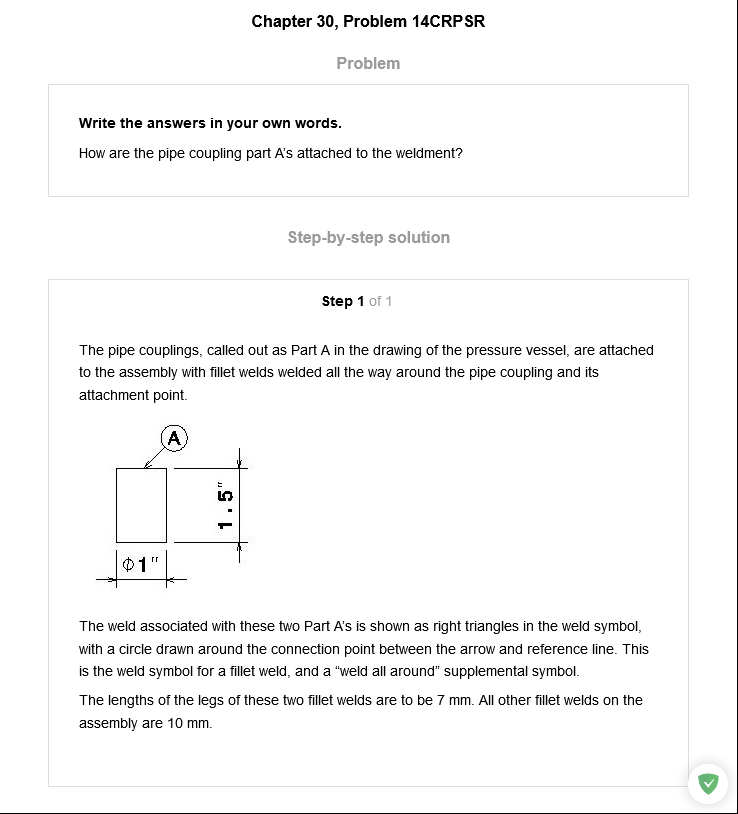 Chapter 30, Problem 14CRPSR
Problem
Write the answers in your own words.
How are the pipe coupling part A's attached to the weldment?
Step-by-step solution
Step 1 of 1
The pipe couplings, called out as Part A in the drawing of the pressure vessel, are attached
to the assembly with fillet welds welded all the way around the pipe coupling and its
attachment point.
A
1.5"
∅1"
The weld associated with these two Part A's is shown as right triangles in the weld symbol,
with a circle drawn around the connection point between the arrow and reference line. This
is the weld symbol for a fillet weld, and a “weld all around” supplemental symbol.
The lengths of the legs of these two fillet welds are to be 7 mm. All other fillet welds on the
assembly are 10 mm.